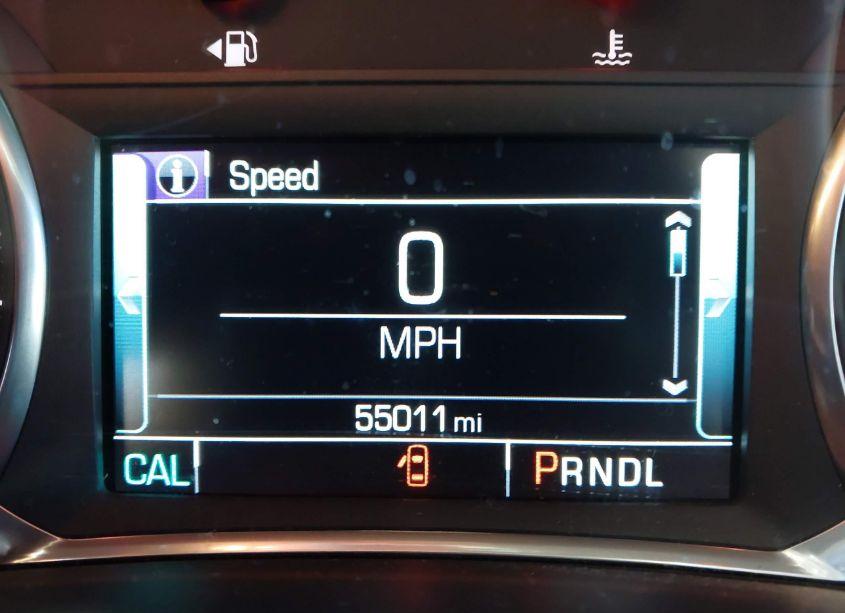 Speed
0
MPH
55011 mi
CAL
PRNDL